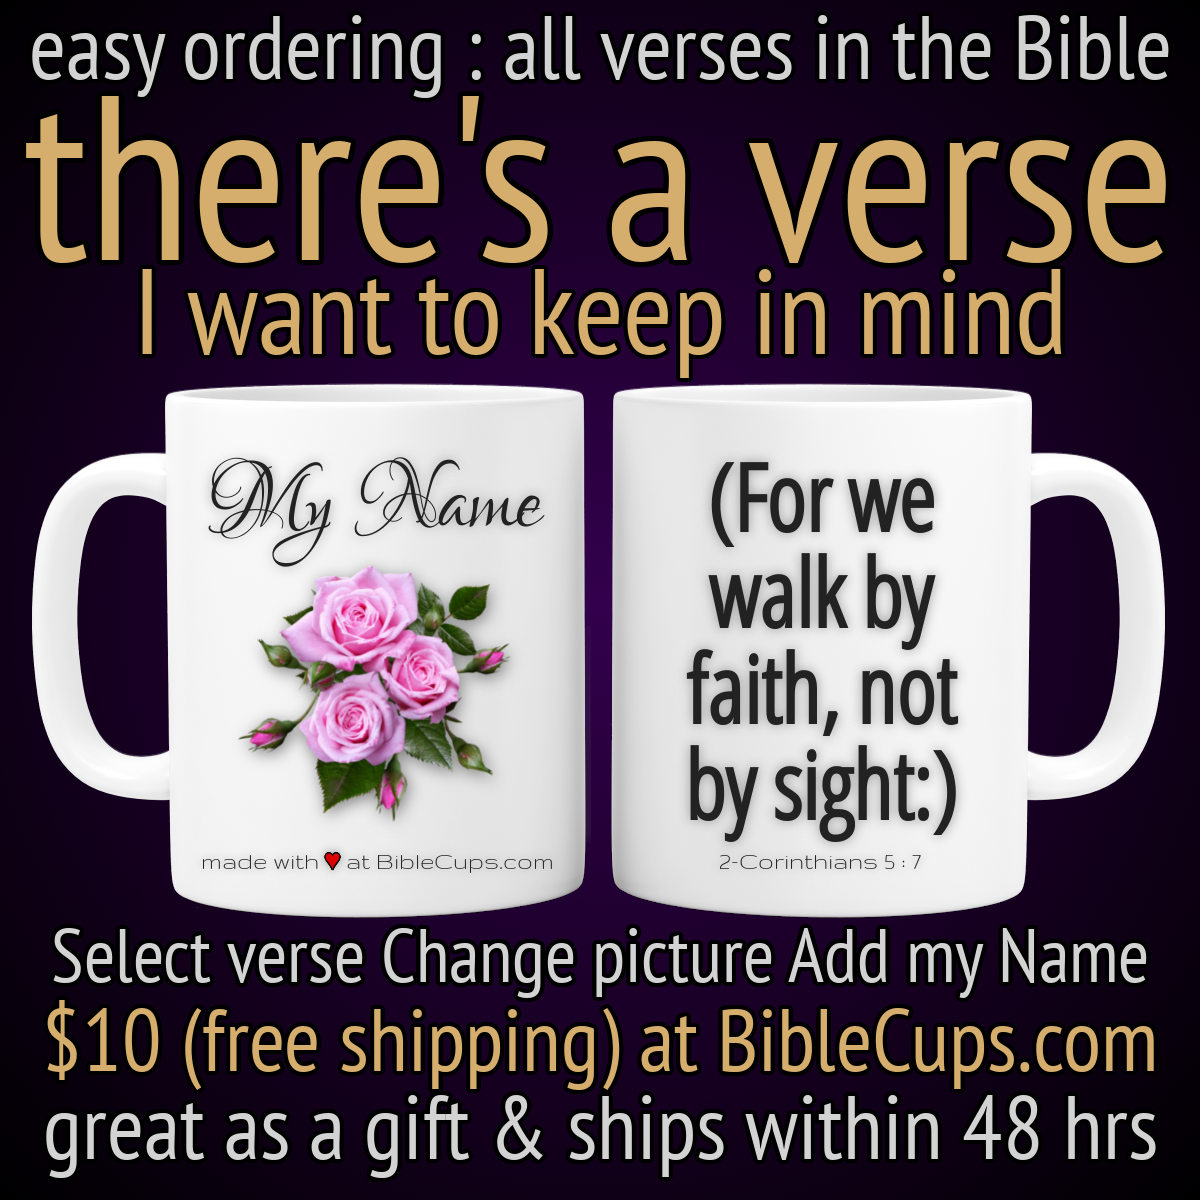 easy ordering : all verses in the Bible
there's a verse
I want to keep in mind
My Name
made with ❤ at BibleCups.com
(For we
walk by
faith, not
by sight:)
2-Corinthians 5 : 7
Select verse Change picture Add my Name
$10 (free shipping) at BibleCups.com
great as a gift & ships within 48 hrs